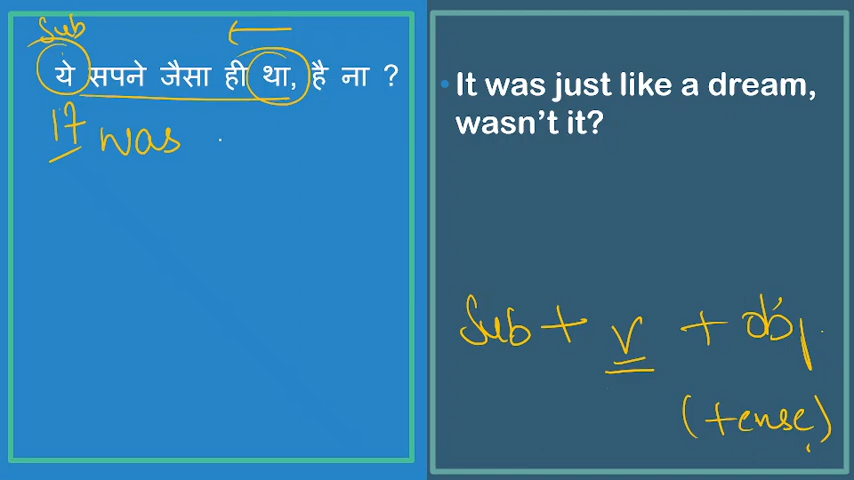 Sub
ये सपने जैसा ही था, है ना ?
It was
It was just like a dream,
wasn't it?
Sub + v + obj
(tense)